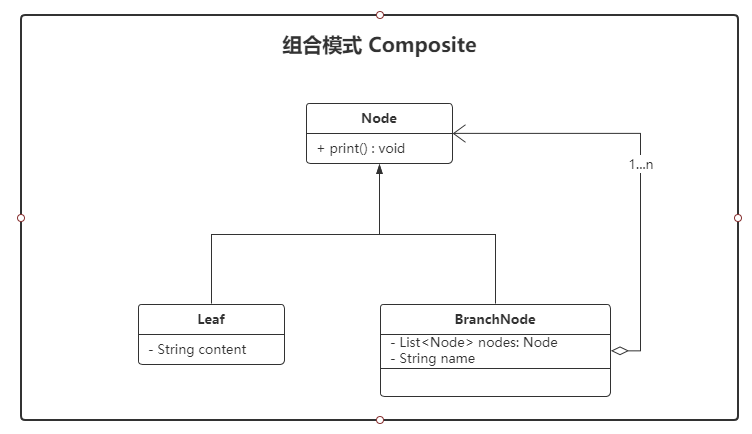 组合模式 Composite
Node
+ print() : void
1...n
Leaf
- String content
BranchNode
- List<Node> nodes: Node
- String name